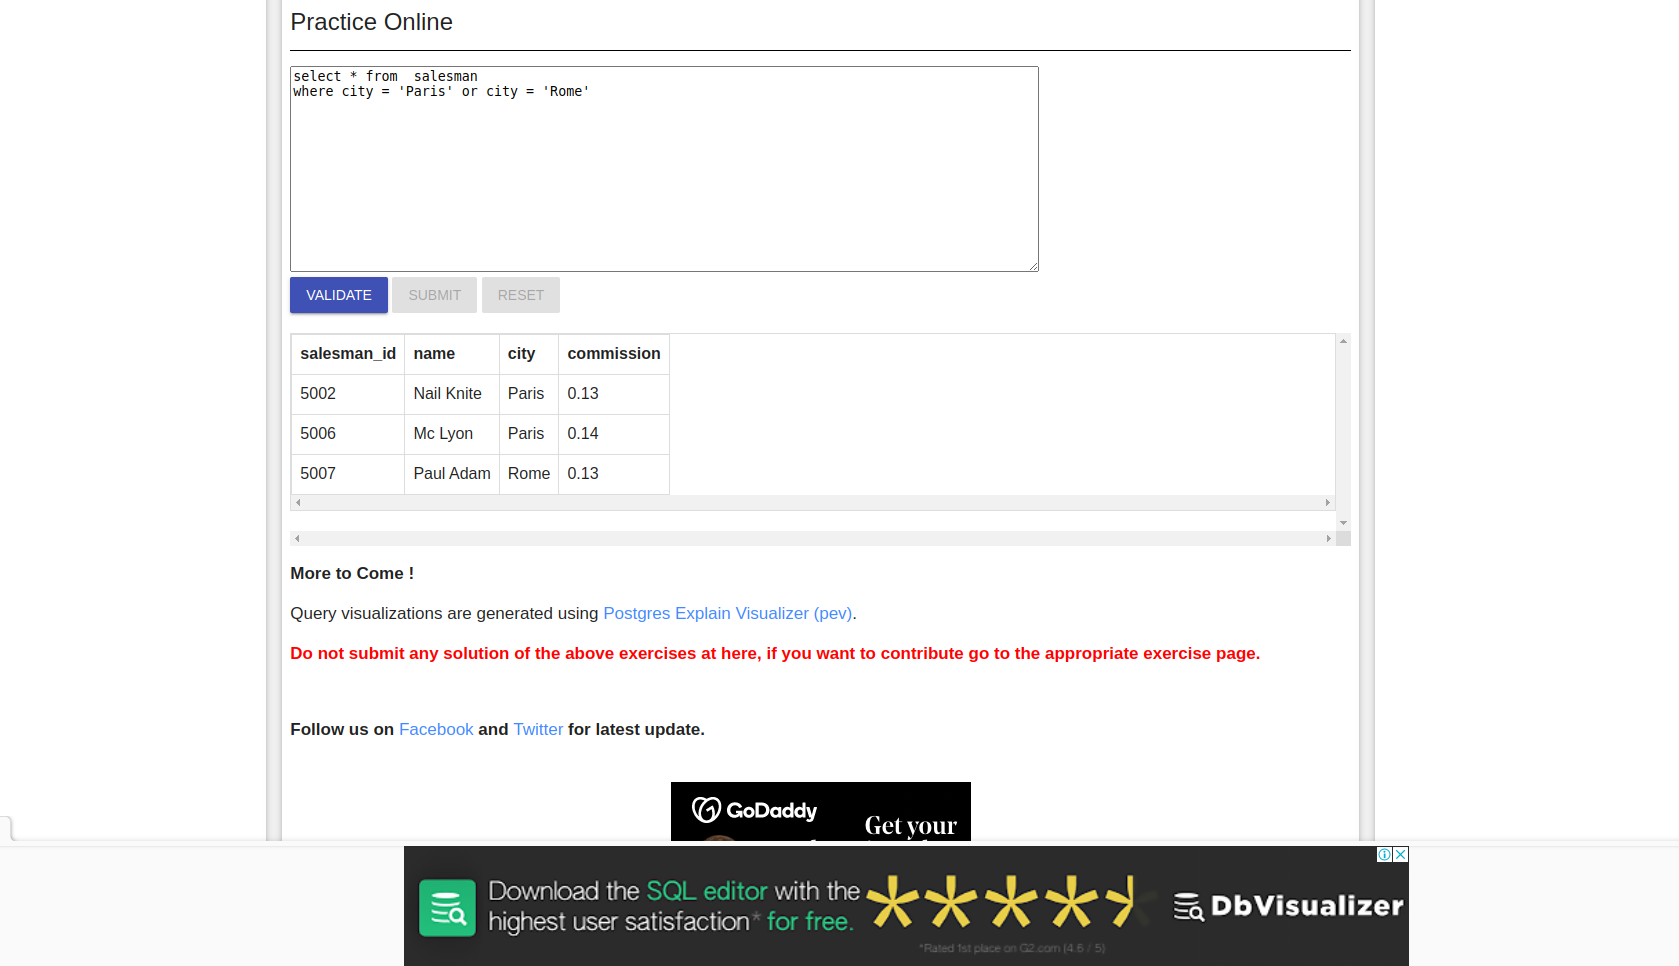 Practice Online
select * from  salesman
where city = 'Paris' or city = 'Rome'
VALIDATE SUBMIT RESET
salesman_id name city commission
5002 Nail Knite Paris 0.13
5006 Mc Lyon Paris 0.14
5007 Paul Adam Rome 0.13
More to Come !
Query visualizations are generated using Postgres Explain Visualizer (pev).
Do not submit any solution of the above exercises at here, if you want to contribute go to the appropriate exercise page.
Follow us on Facebook and Twitter for latest update.
GoDaddy
Get your
Download the SQL editor with the
highest user satisfaction* for free.
DbVisualizer
*Rated 1st place on G2.com (4.6 / 5)